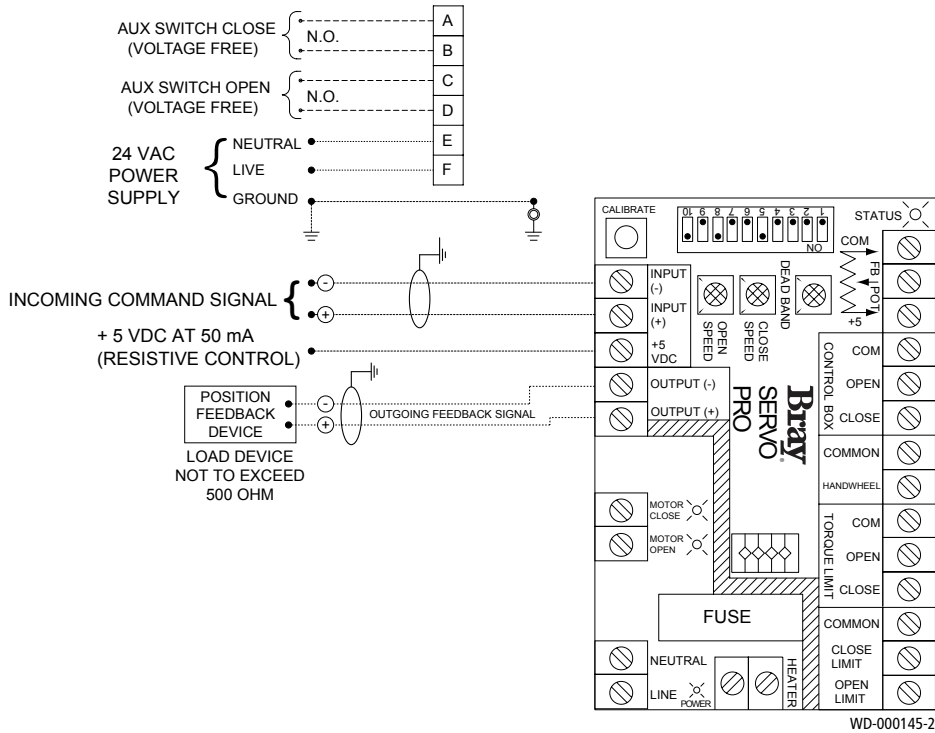 AUX SWITCH CLOSE
(VOLTAGE FREE)
N.O.
A
B
AUX SWITCH OPEN
(VOLTAGE FREE)
N.O.
C
D
24 VAC
POWER
SUPPLY
NEUTRAL
E
LIVE
F
GROUND
INCOMING COMMAND SIGNAL
-
+
+ 5 VDC AT 50 mA
(RESISTIVE CONTROL)
POSITION
FEEDBACK
DEVICE
-
+
OUTGOING FEEDBACK SIGNAL
LOAD DEVICE
NOT TO EXCEED
500 OHM
CALIBRATE
10 9 8 7 6 5 4 3 2 1
NO
STATUS
COM
FB POT
+5
INPUT
(-)
INPUT
(+)
+5
VDC
OUTPUT (-)
OUTPUT (+)
OPEN
SPEED
CLOSE
SPEED
DEAD BAND
Bray
SERVO
PRO
CONTROL BOX
COM
OPEN
CLOSE
COMMON
HANDWHEEL
TORQUE LIMIT
COM
OPEN
CLOSE
COMMON
CLOSE
LIMIT
OPEN
LIMIT
MOTOR
CLOSE
MOTOR
OPEN
FUSE
NEUTRAL
LINE
POWER
HEATER
WD-000145-2